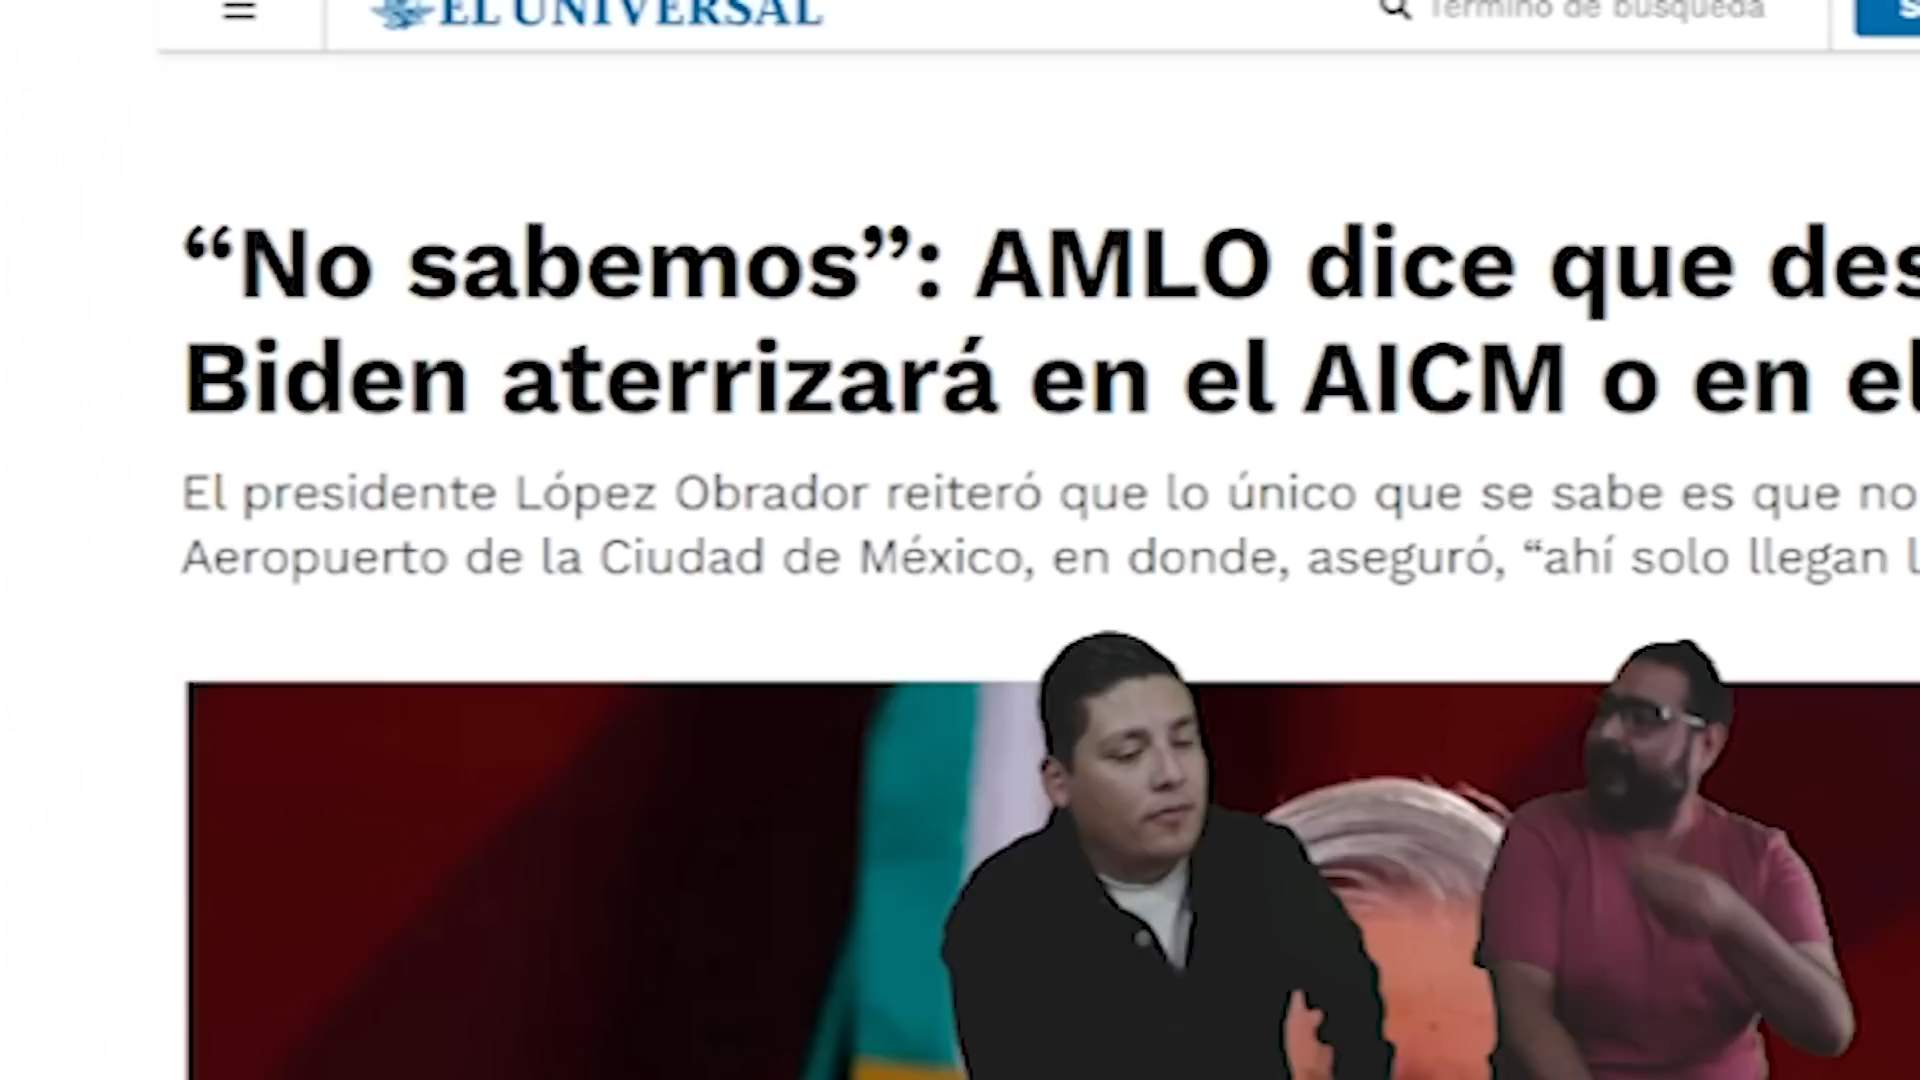 EL UNIVERSAL
Término de búsqueda
“No sabemos”: AMLO dice que
Biden aterrizará en el AICM o en el
El presidente López Obrador reiteró que lo único que se sabe es que no
Aeropuerto de la Ciudad de México, en donde, aseguró, “ahí solo llegan